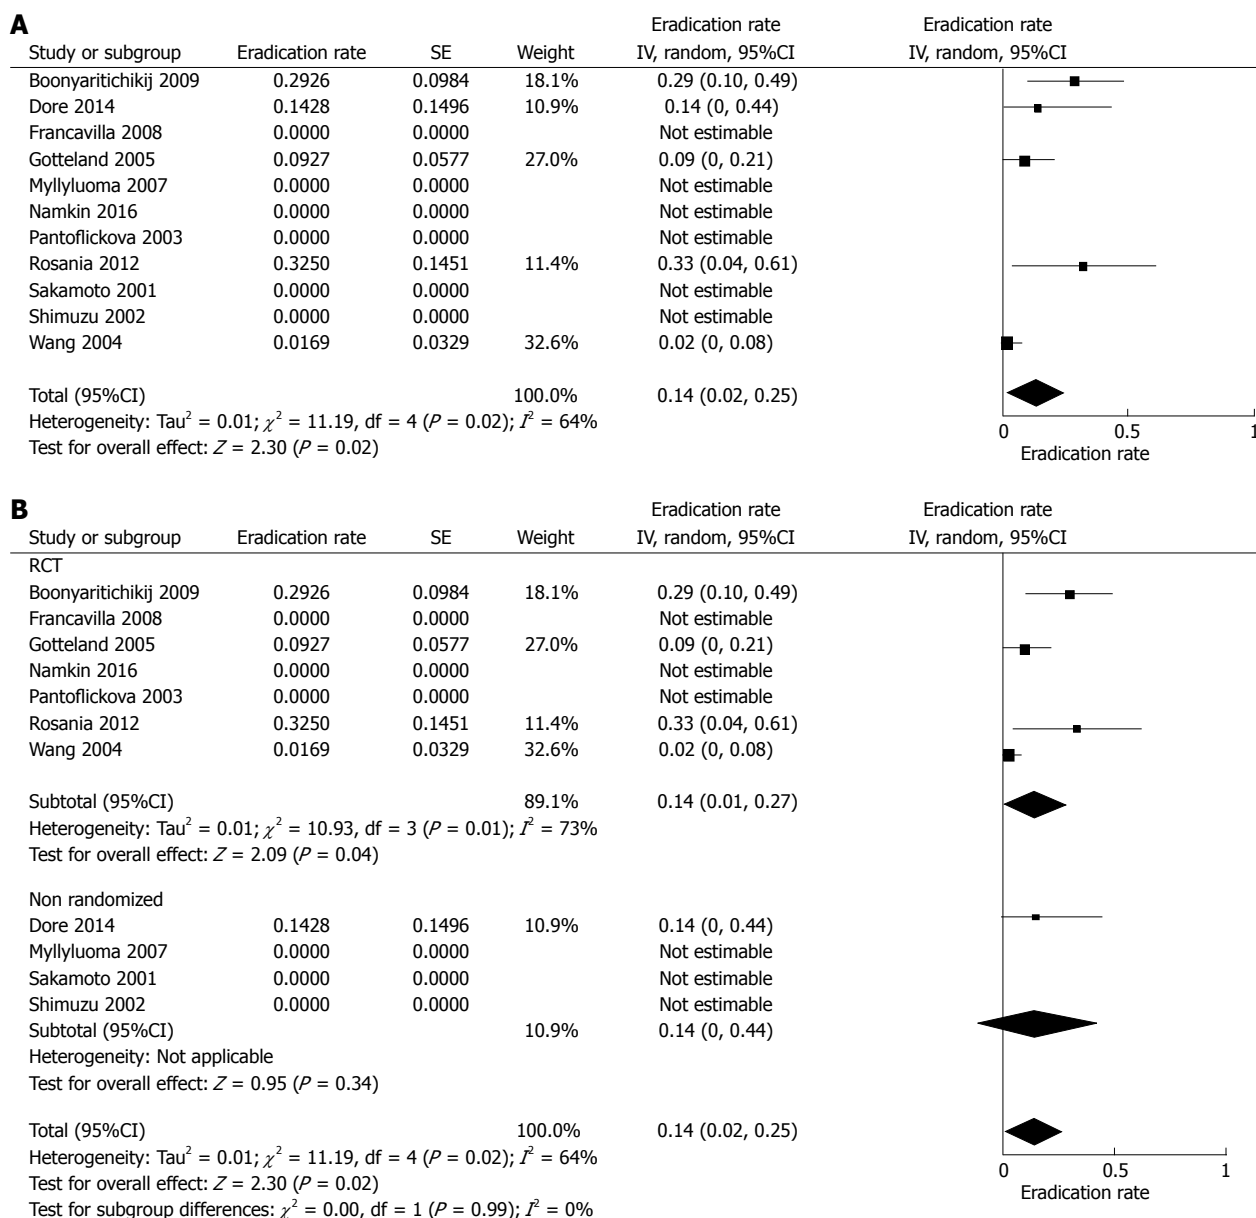 A
Eradication rate Eradication rate
Study or subgroup Eradication rate SE Weight IV, random, 95%CI IV, random, 95%CI
Boonyaritichikij 2009 0.2926 0.0984 18.1% 0.29 (0.10, 0.49)
Dore 2014 0.1428 0.1496 10.9% 0.14 (0, 0.44)
Francavilla 2008 0.0000 0.0000 Not estimable
Gotteland 2005 0.0927 0.0577 27.0% 0.09 (0, 0.21)
Myllyluoma 2007 0.0000 0.0000 Not estimable
Namkin 2016 0.0000 0.0000 Not estimable
Pantoflickova 2003 0.0000 0.0000 Not estimable
Rosania 2012 0.3250 0.1451 11.4% 0.33 (0.04, 0.61)
Sakamoto 2001 0.0000 0.0000 Not estimable
Shimuzu 2002 0.0000 0.0000 Not estimable
Wang 2004 0.0169 0.0329 32.6% 0.02 (0, 0.08)
Total (95%CI) 100.0% 0.14 (0.02, 0.25)
Heterogeneity: Tau² = 0.01; χ² = 11.19, df = 4 (P = 0.02); I² = 64%
Test for overall effect: Z = 2.30 (P = 0.02)
0 0.5 1
Eradication rate
B
Eradication rate Eradication rate
Study or subgroup Eradication rate SE Weight IV, random, 95%CI IV, random, 95%CI
RCT
Boonyaritichikij 2009 0.2926 0.0984 18.1% 0.29 (0.10, 0.49)
Francavilla 2008 0.0000 0.0000 Not estimable
Gotteland 2005 0.0927 0.0577 27.0% 0.09 (0, 0.21)
Namkin 2016 0.0000 0.0000 Not estimable
Pantoflickova 2003 0.0000 0.0000 Not estimable
Rosania 2012 0.3250 0.1451 11.4% 0.33 (0.04, 0.61)
Wang 2004 0.0169 0.0329 32.6% 0.02 (0, 0.08)
Subtotal (95%CI) 89.1% 0.14 (0.01, 0.27)
Heterogeneity: Tau² = 0.01; χ² = 10.93, df = 3 (P = 0.01); I² = 73%
Test for overall effect: Z = 2.09 (P = 0.04)
Non randomized
Dore 2014 0.1428 0.1496 10.9% 0.14 (0, 0.44)
Myllyluoma 2007 0.0000 0.0000 Not estimable
Sakamoto 2001 0.0000 0.0000 Not estimable
Shimuzu 2002 0.0000 0.0000 Not estimable
Subtotal (95%CI) 10.9% 0.14 (0, 0.44)
Heterogeneity: Not applicable
Test for overall effect: Z = 0.95 (P = 0.34)
Total (95%CI) 100.0% 0.14 (0.02, 0.25)
Heterogeneity: Tau² = 0.01; χ² = 11.19, df = 4 (P = 0.02); I² = 64%
Test for overall effect: Z = 2.30 (P = 0.02)
Test for subgroup differences: χ² = 0.00, df = 1 (P = 0.99); I² = 0%
0 0.5 1
Eradication rate